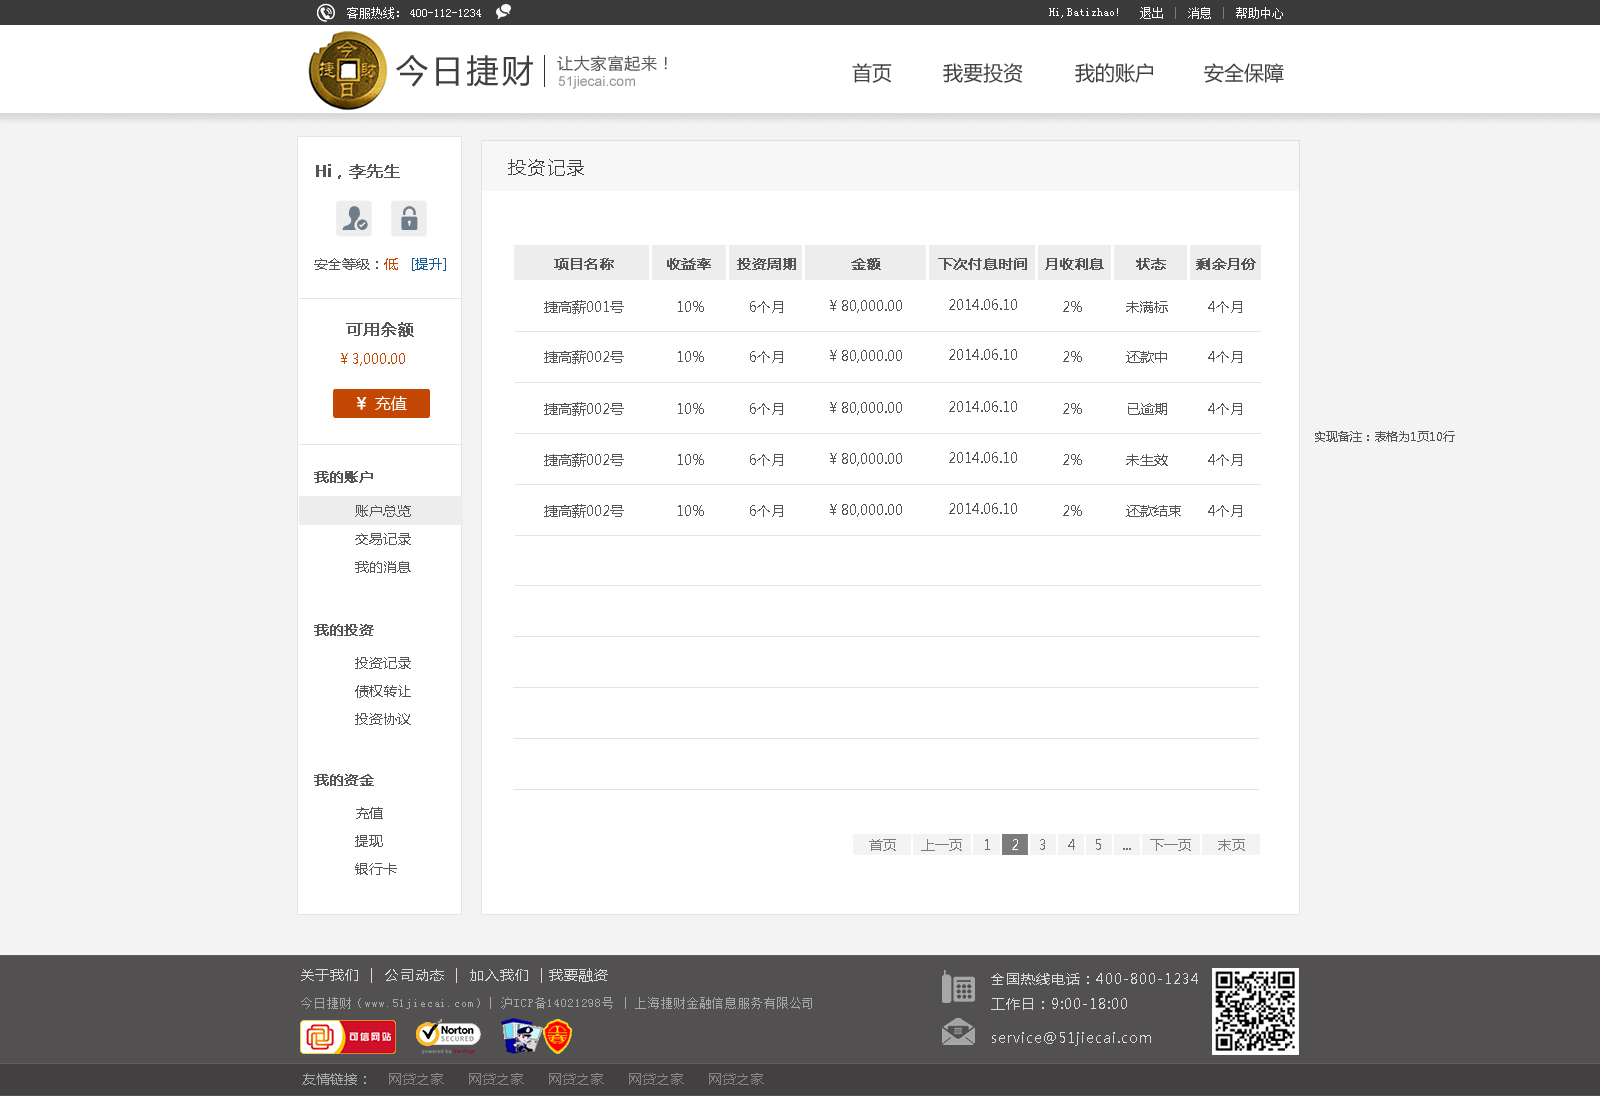 客服热线： 400-112-1234
Hi,Batizhao! 退出 | 消息 | 帮助中心
今日捷财
今日捷财 | 让大家富起来！
51jiecai.com
首页 我要投资 我的账户 安全保障
Hi，李先生
安全等级：低 [提升]
可用余额
¥ 3,000.00
¥ 充值
我的账户
账户总览
交易记录
我的消息
我的投资
投资记录
债权转让
投资协议
我的资金
充值
提现
银行卡
投资记录
项目名称 收益率 投资周期 金额 下次付息时间 月收利息 状态 剩余月份
捷高薪001号 10% 6个月 ¥ 80,000.00 2014.06.10 2% 未满标 4个月
捷高薪002号 10% 6个月 ¥ 80,000.00 2014.06.10 2% 还款中 4个月
捷高薪002号 10% 6个月 ¥ 80,000.00 2014.06.10 2% 已逾期 4个月
捷高薪002号 10% 6个月 ¥ 80,000.00 2014.06.10 2% 未生效 4个月
捷高薪002号 10% 6个月 ¥ 80,000.00 2014.06.10 2% 还款结束 4个月
首页 上一页 1 2 3 4 5 ... 下一页 末页
实现备注：表格为1页10行
关于我们 | 公司动态 | 加入我们 | 我要融资
今日捷财（www.51jiecai.com）| 沪ICP备14021298号 | 上海捷财金融信息服务有限公司
可信网站
Norton
SECURED
powered by VeriSign
全国热线电话：400-800-1234
工作日：9:00-18:00
service@51jiecai.com
友情链接： 网贷之家 网贷之家 网贷之家 网贷之家 网贷之家